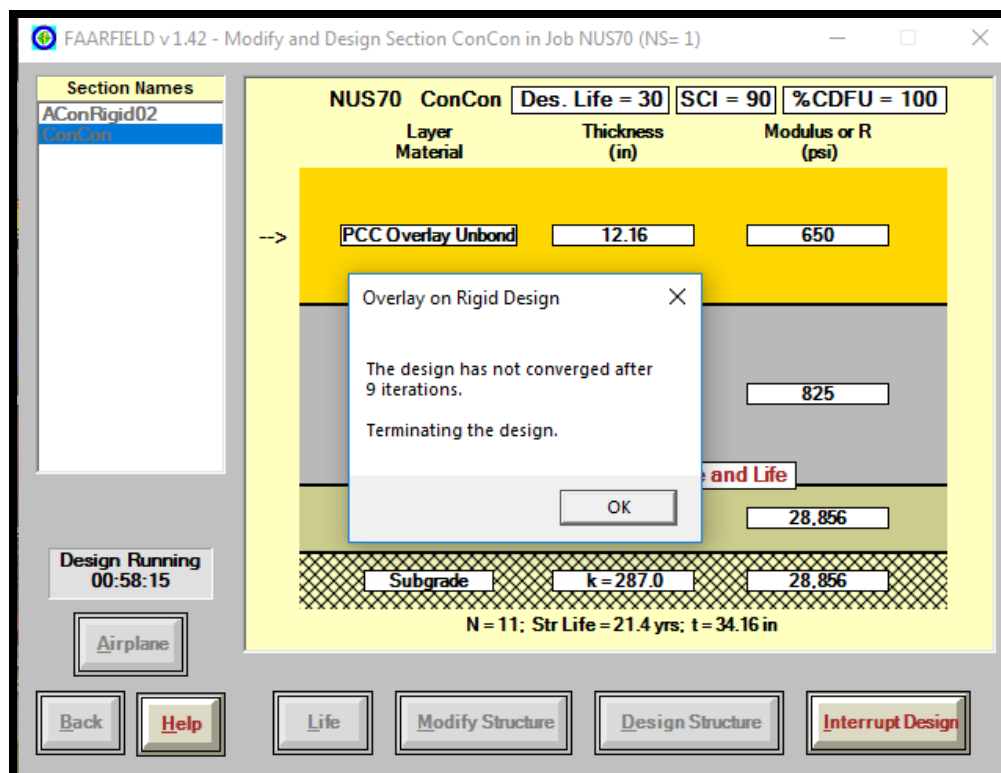 FAARFIELD v 1.42 - Modify and Design Section ConCon in Job NUS70 (NS= 1)
Section Names
AConRigid02
ConCon
NUS70 ConCon Des. Life = 30 SCI = 90 %CDFU = 100
Layer Material
Thickness (in)
Modulus or R (psi)
--> PCC Overlay Unbond 12.16 650
Overlay on Rigid Design
The design has not converged after
9 iterations.
Terminating the design.
OK
825
and Life
28,856
Subgrade k=287.0 28,856
N = 11; Str Life = 21.4 yrs; t = 34.16 in
Design Running
00:58:15
Airplane
Back Help Life Modify Structure Design Structure Interrupt Design